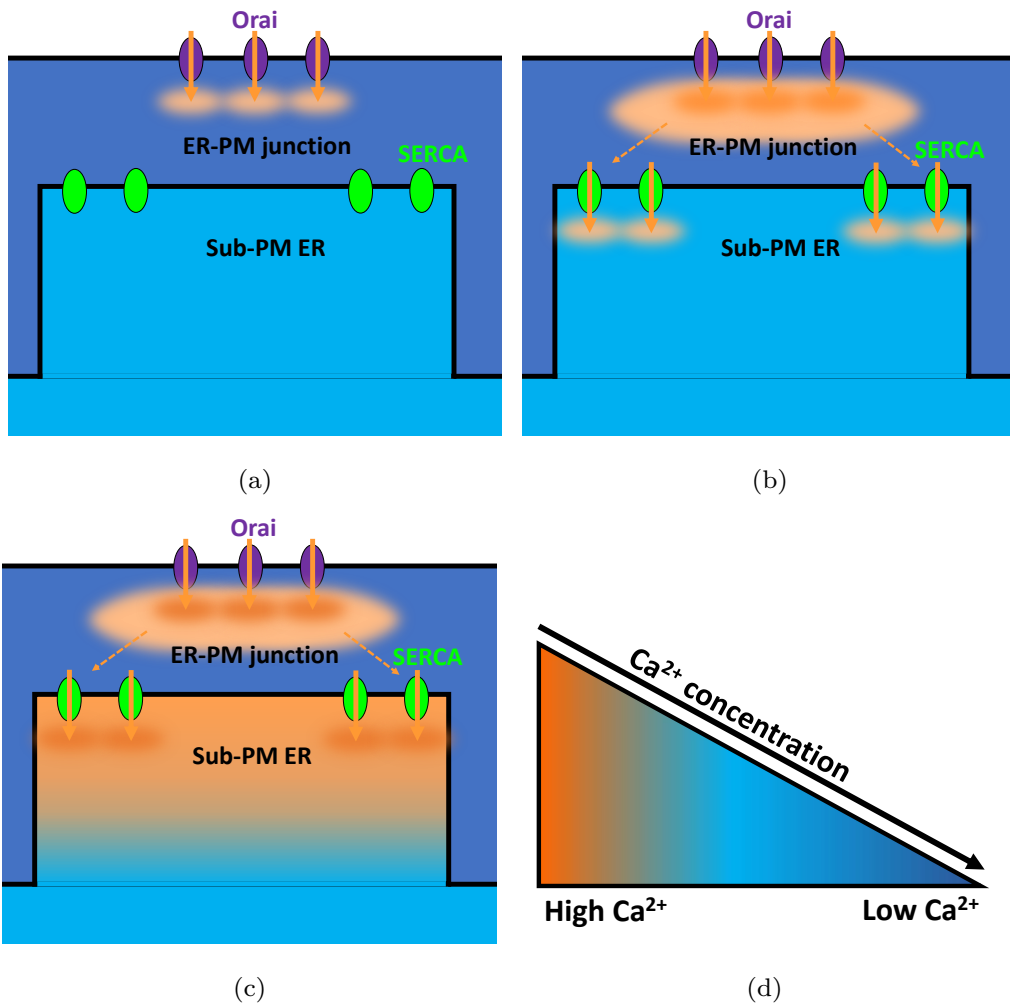 Orai
ER-PM junction
SERCA
Sub-PM ER
(a)
Orai
ER-PM junction
SERCA
Sub-PM ER
(b)
Orai
ER-PM junction
SERCA
Sub-PM ER
(c)
Ca²⁺ concentration
High Ca²⁺
Low Ca²⁺
(d)